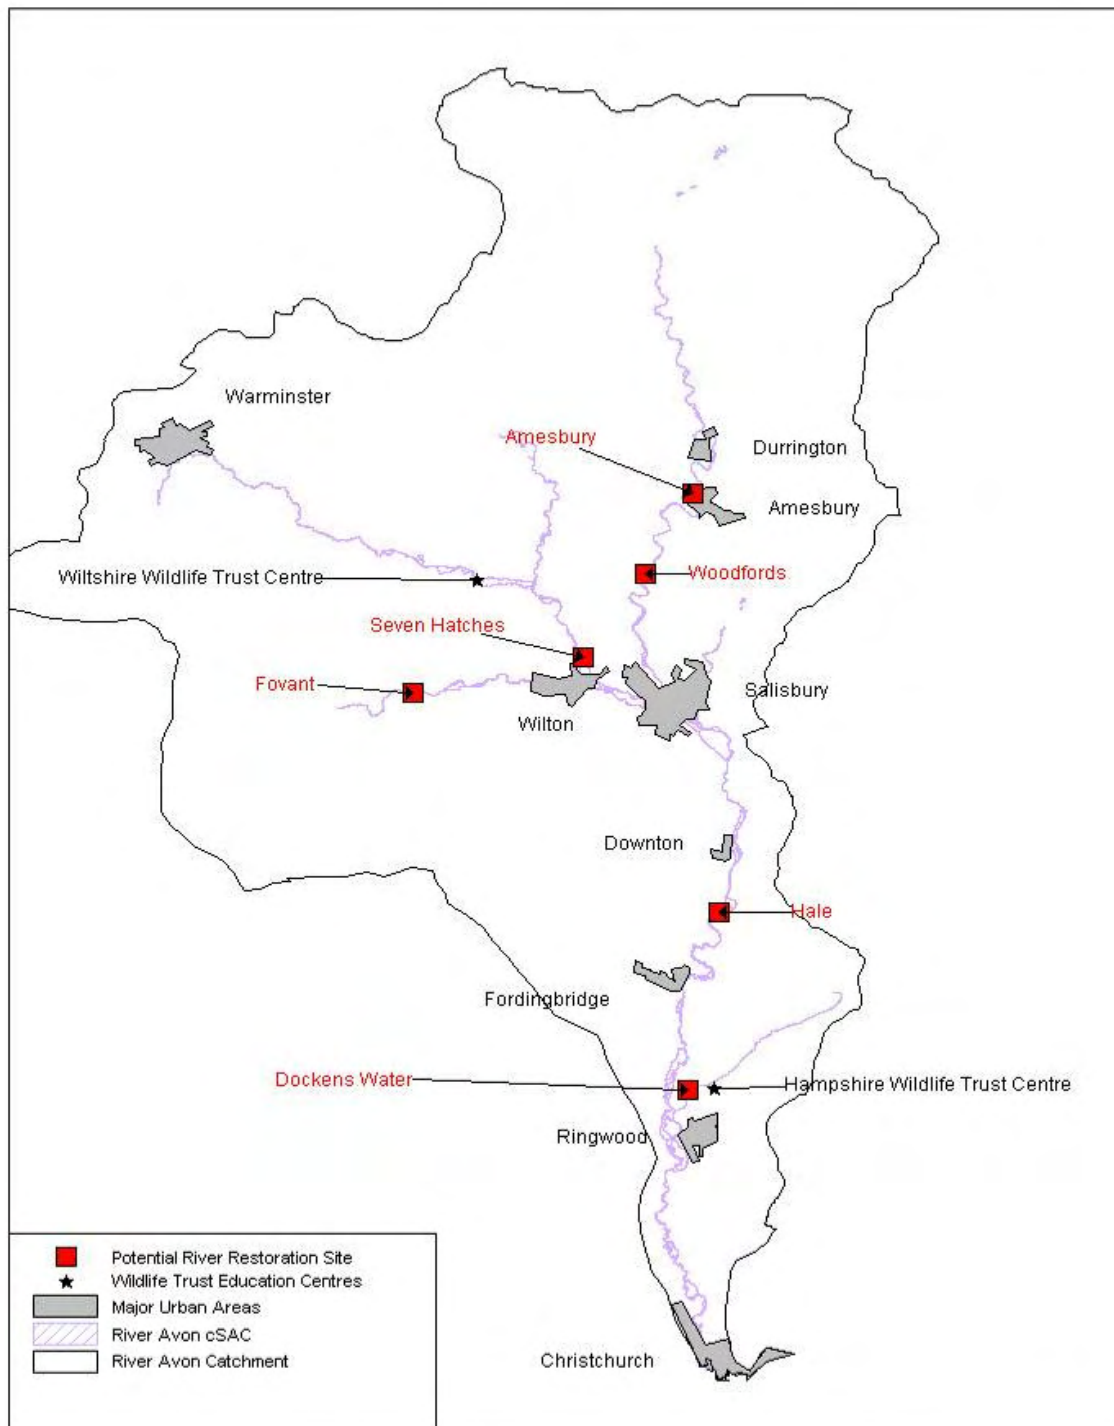 Warminster
Amesbury
Durrington
Amesbury
Wiltshire Wildlife Trust Centre
Woodfords
Seven Hatches
Fovant
Salisbury
Wilton
Downton
Hale
Fordingbridge
Dockens Water
Hampshire Wildlife Trust Centre
Ringwood
Potential River Restoration Site
Wildlife Trust Education Centres
Major Urban Areas
River Avon cSAC
River Avon Catchment
Christchurch